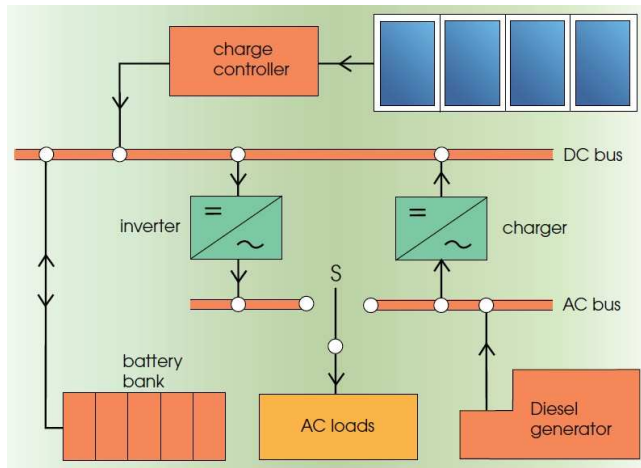 charge
controller
DC bus
inverter
charger
S
AC bus
battery
bank
AC loads
Diesel
generator